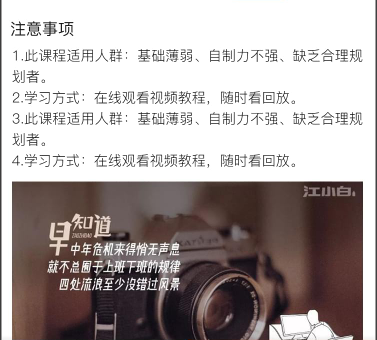 注意事项
1.此课程适用人群：基础薄弱、自制力不强、缺乏合理规
划者。
2.学习方式：在线观看视频教程，随时看回放。
3.此课程适用人群：基础薄弱、自制力不强、缺乏合理规
划者。
4.学习方式：在线观看视频教程，随时看回放。
江小白
早知道
中年危机来得悄无声息
就不总囿于上班下班的规律
四处流浪至少没错过风景